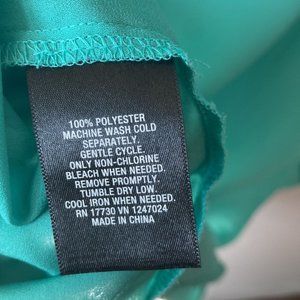 100% POLYESTER
MACHINE WASH COLD
SEPARATELY.
GENTLE CYCLE.
ONLY NON-CHLORINE
BLEACH WHEN NEEDED.
REMOVE PROMPTLY.
TUMBLE DRY LOW.
COOL IRON WHEN NEEDED.
RN 17730 VN 1247024
MADE IN CHINA